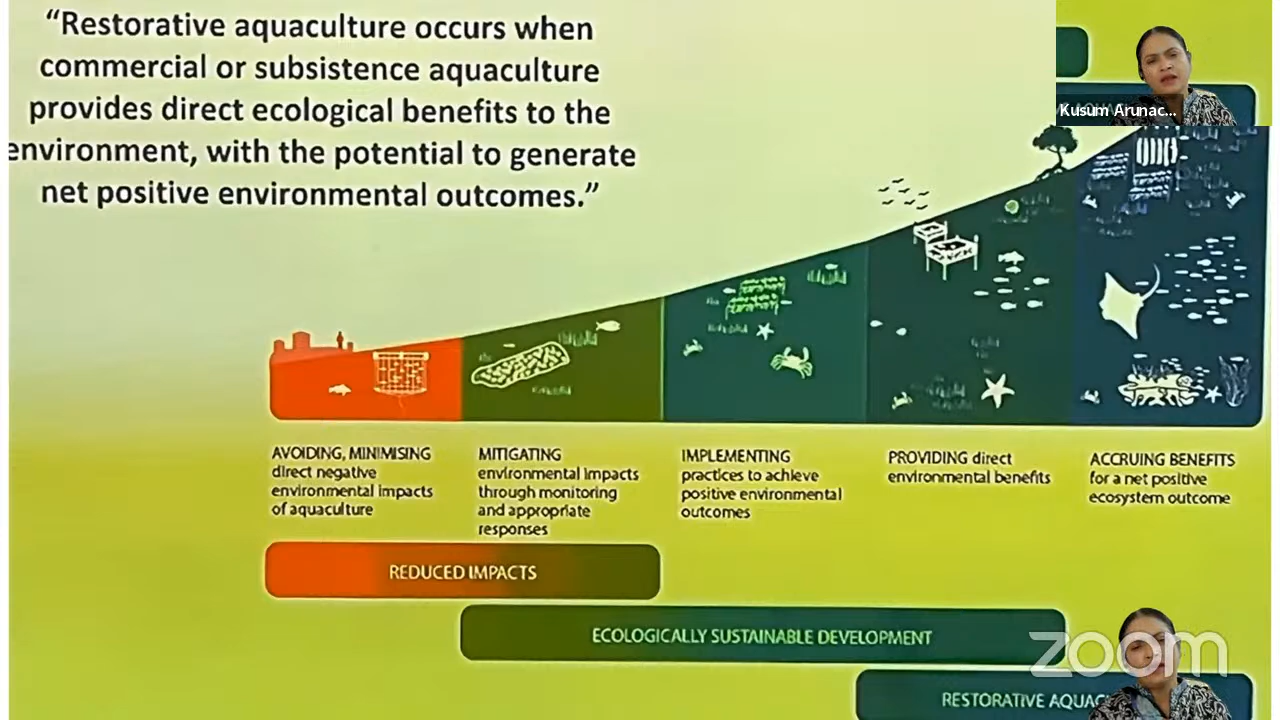 “Restorative aquaculture occurs when
commercial or subsistence aquaculture
provides direct ecological benefits to the
environment, with the potential to generate
net positive environmental outcomes.”
Kusum Arunac...
AVOIDING, MINIMISING
direct negative
environmental impacts
of aquaculture
MITIGATING
environmental impacts
through monitoring
and appropriate
responses
IMPLEMENTING
practices to achieve
positive environmental
outcomes
PROVIDING direct
environmental benefits
ACCRUING BENEFITS
for a net positive
ecosystem outcome
REDUCED IMPACTS
ECOLOGICALLY SUSTAINABLE DEVELOPMENT
zoom
RESTORATIVE AQUAC